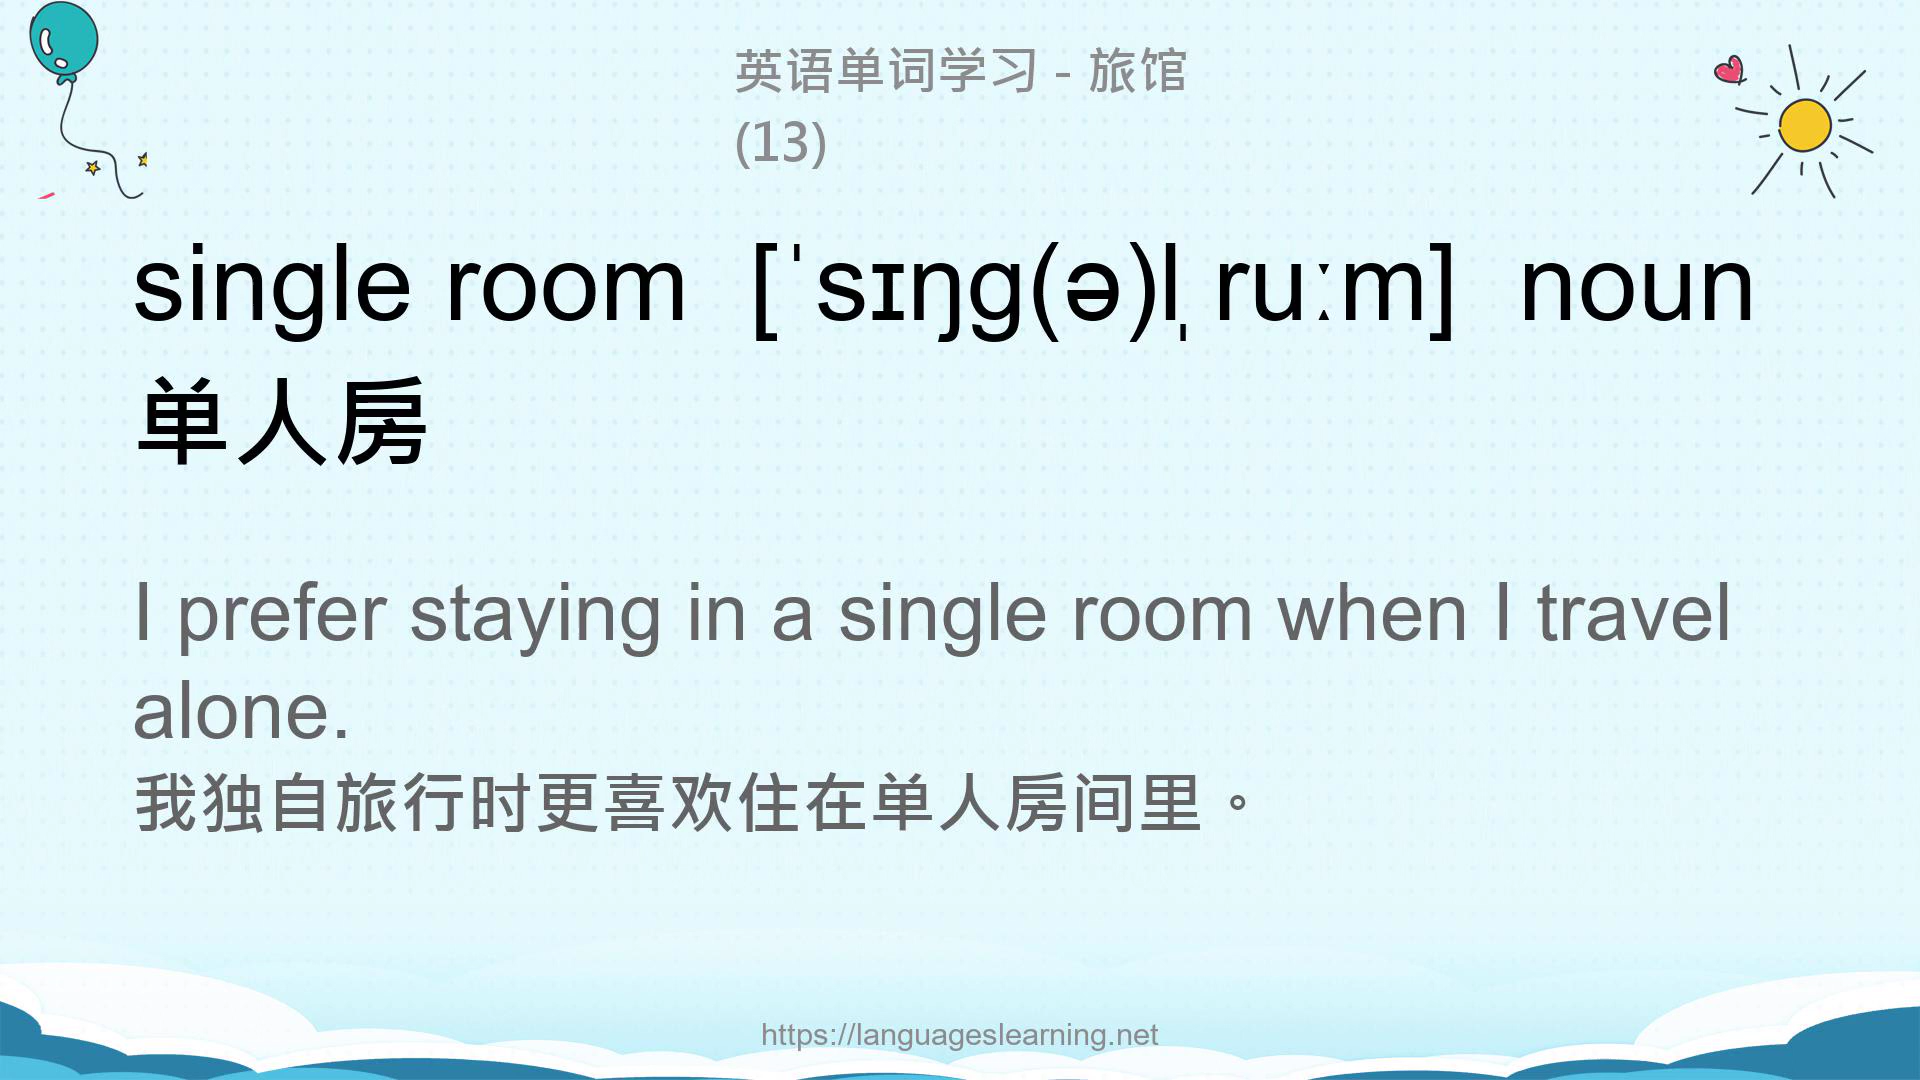 英语单词学习 - 旅馆
(13)
single room  [ˈsɪŋg(ə)lˌruːm]  noun
单人房
I prefer staying in a single room when I travel
alone.
我独自旅行时更喜欢住在单人房间里。
https://languageslearning.net